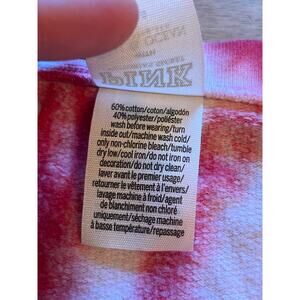 OCEAN
PINK
60%cotton/coton/algodón
40%polyester/poliéster
wash before wearing/turn
inside out/machine wash cold/
only non-chlorine bleach/tumble
dry low/cool iron/do not iron on
decoration/do not dry clean/
laver avant le premier usage/
retourner le vêtement à l'envers/
lavage machine à froid/agent
de blanchiment non chloré
uniquement/séchage machine
à basse température/repassage